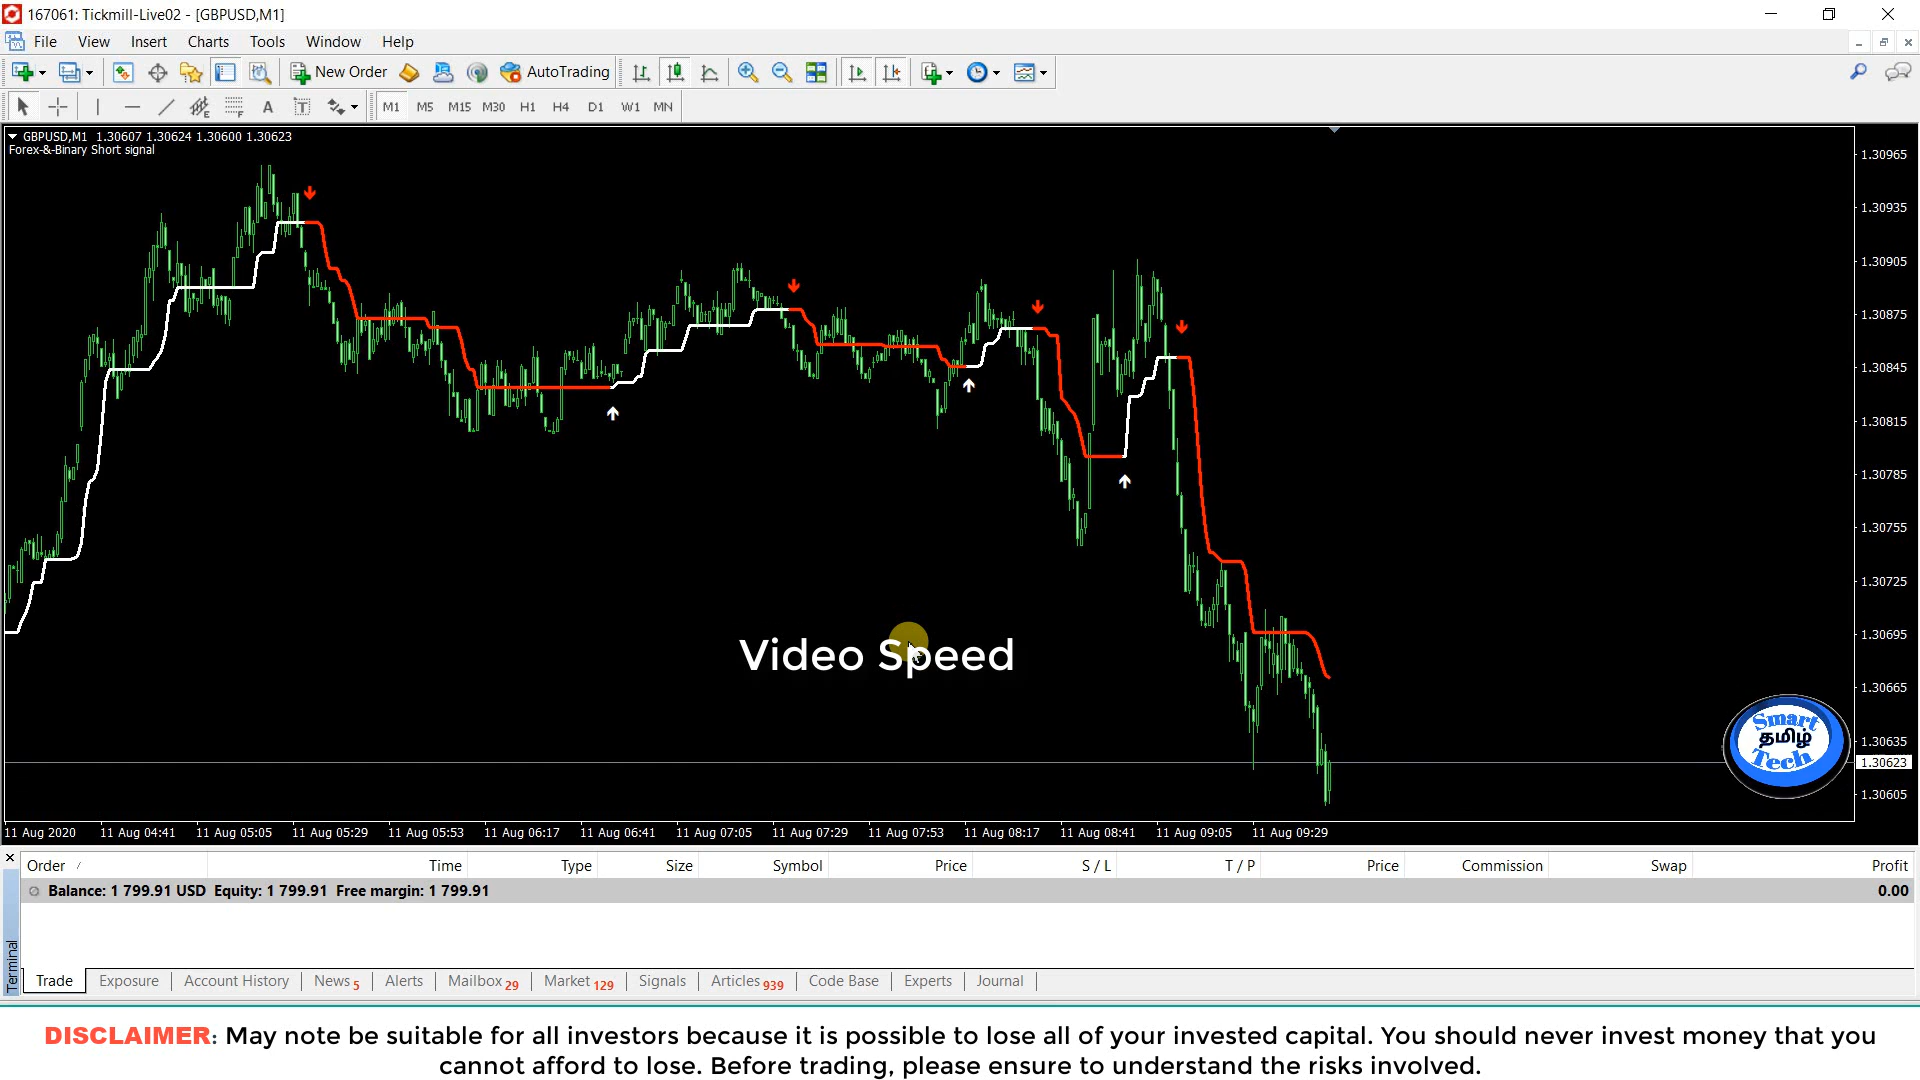 167061: Tickmill-Live02 - [GBPUSD,M1]
File View Insert Charts Tools Window Help
New Order AutoTrading
A T M1 M5 M15 M30 H1 H4 D1 W1 MN
GBPUSD,M1 1.30607 1.30624 1.30600 1.30623
Forex-&-Binary Short signal
1.30965
1.30935
1.30905
1.30875
1.30845
1.30815
1.30785
1.30755
1.30725
1.30695
1.30665
1.30635
1.30623
1.30605
Video Speed
Smart
தமிழ்
Tech
11 Aug 2020 11 Aug 04:41 11 Aug 05:05 11 Aug 05:29 11 Aug 05:53 11 Aug 06:17 11 Aug 06:41 11 Aug 07:05 11 Aug 07:29 11 Aug 07:53 11 Aug 08:17 11 Aug 08:41 11 Aug 09:05 11 Aug 09:29
Order / Time Type Size Symbol Price S / L T / P Price Commission Swap Profit
Balance: 1 799.91 USD Equity: 1 799.91 Free margin: 1 799.91 0.00
Terminal
Trade Exposure Account History News 5 Alerts Mailbox 29 Market 129 Signals Articles 939 Code Base Experts Journal
DISCLAIMER: May note be suitable for all investors because it is possible to lose all of your invested capital. You should never invest money that you
cannot afford to lose. Before trading, please ensure to understand the risks involved.